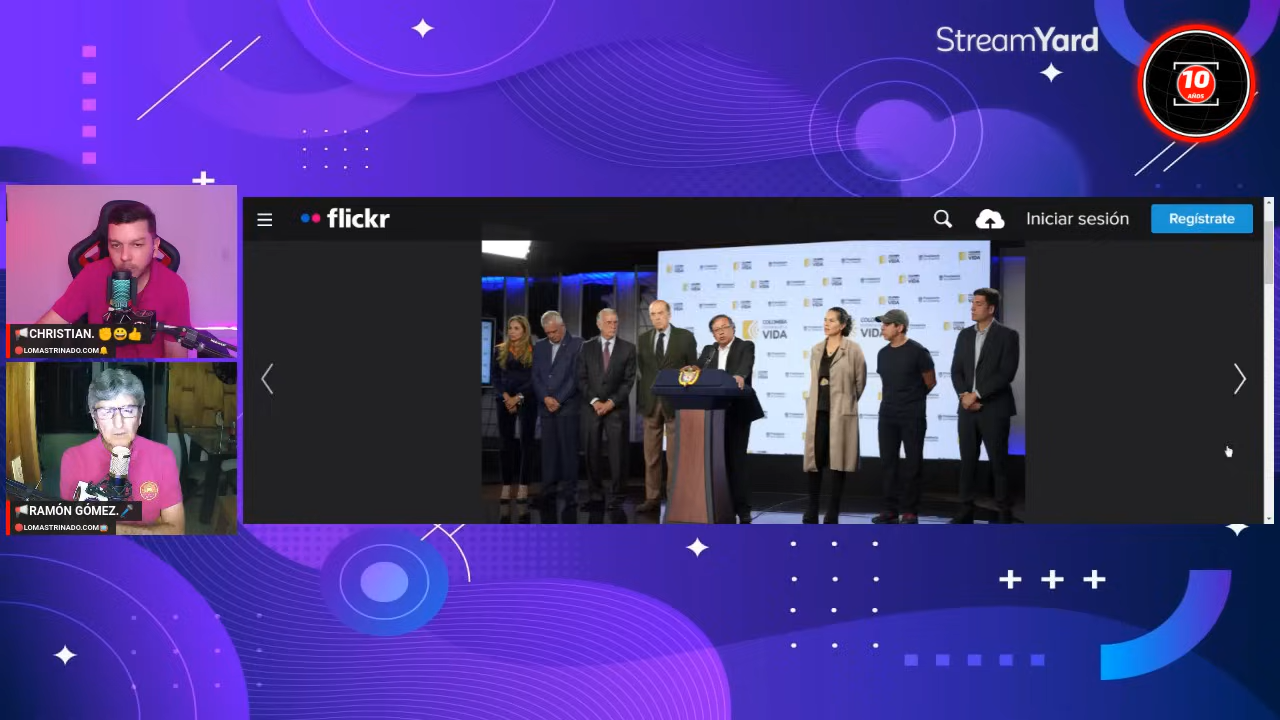 StreamYard
10
AÑOS
flickr
Iniciar sesión
Regístrate
COLOMBIA
VIDA
📢CHRISTIAN. ✊😀👍
🔴LOMASTRINADO.COM🔔
📢RAMÓN GÓMEZ.🎤
🔴LOMASTRINADO.COM📻